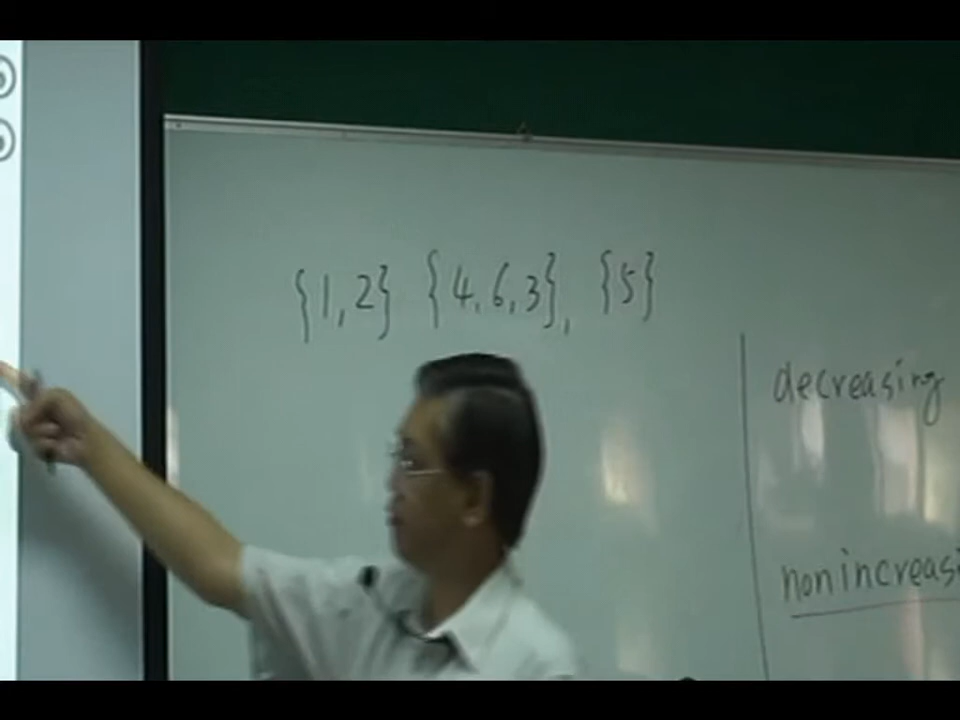 {1,2} {4,6,3}, {5}
decreasing
nonincreasi